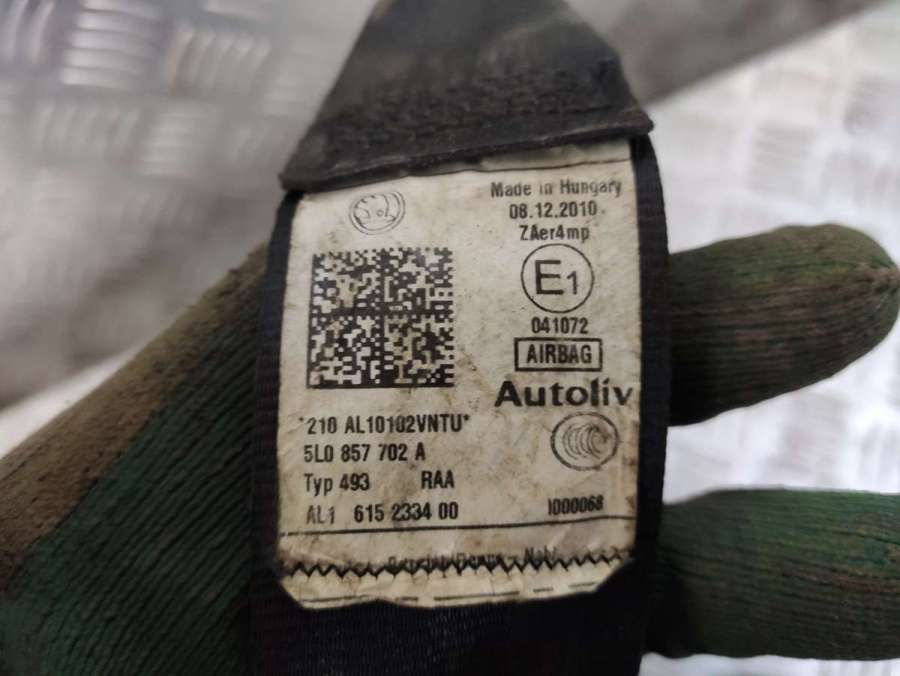 Made in Hungary
08.12.2010
ZAer4mp
E1
041072
AIRBAG
Autoliv
*210 AL10102VNTU*
5L0 857 702 A
Typ 493 RAA
AL1 615 2334 00
I000068